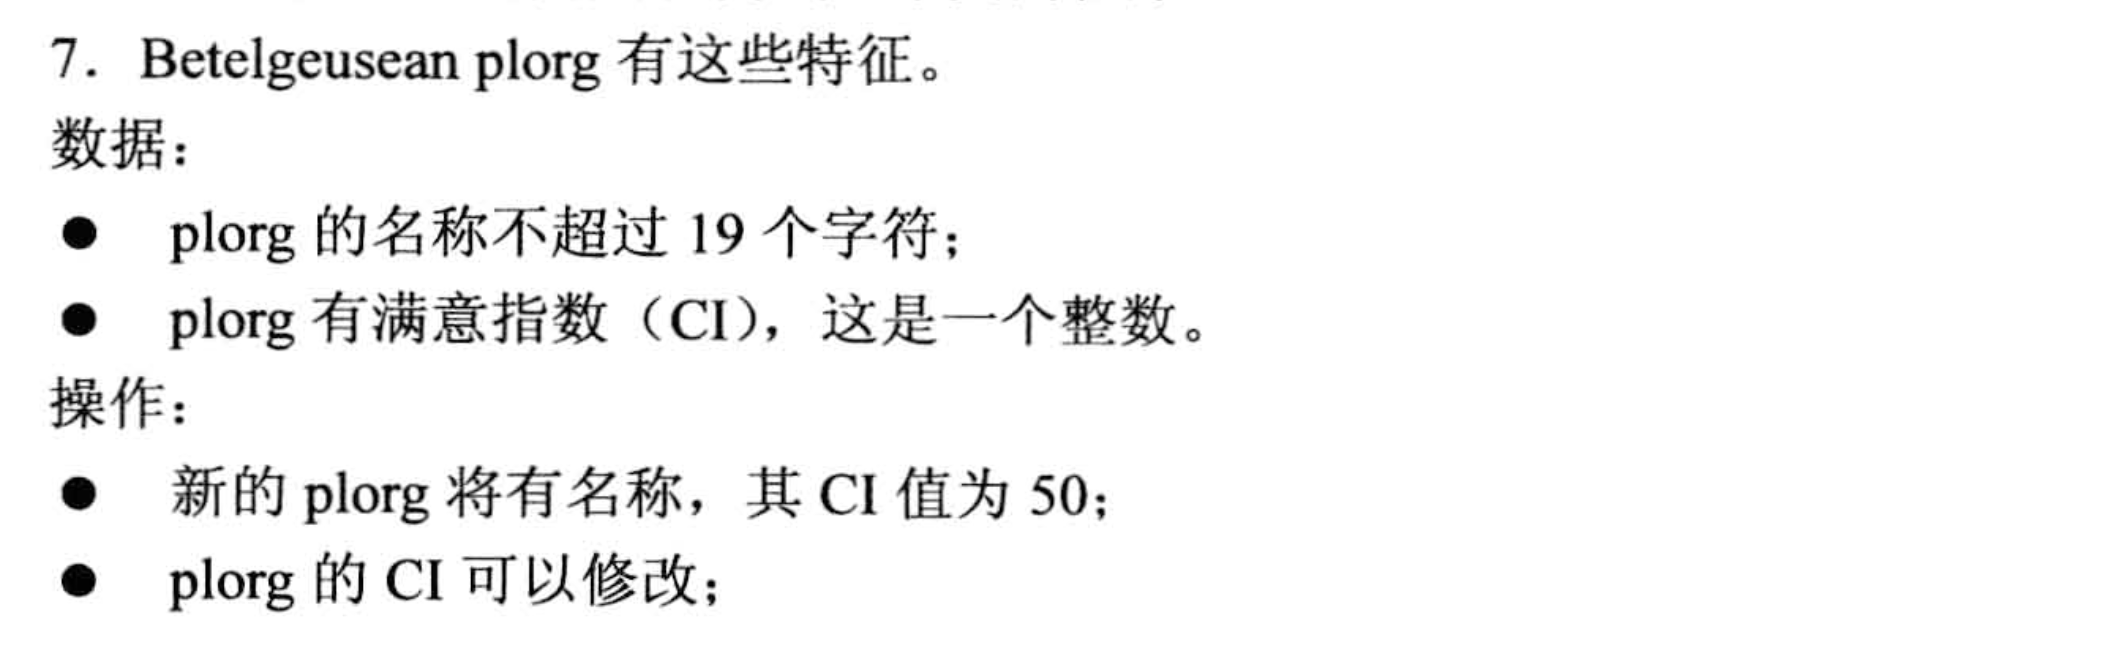 7．Betelgeusean plorg 有这些特征。
数据：
● plorg 的名称不超过 19 个字符；
● plorg 有满意指数（CI），这是一个整数。
操作：
● 新的 plorg 将有名称，其 CI 值为 50；
● plorg 的 CI 可以修改；